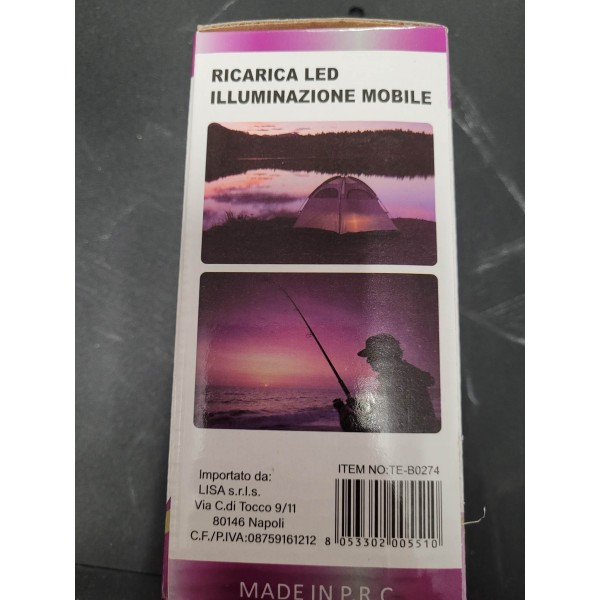 RICARICA LED
ILLUMINAZIONE MOBILE
Importato da:
LISA s.r.l.s.
Via C.di Tocco 9/11
80146 Napoli
C.F./P.IVA:08759161212
ITEM NO:TE-B0274
8 053302 005510
MADE IN P.R.C